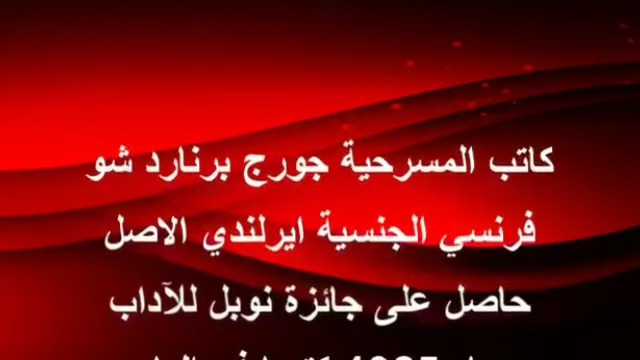 كاتب المسرحية جورج برنارد شو
فرنسي الجنسية ايرلندي الاصل
حاصل على جائزة نوبل للآداب